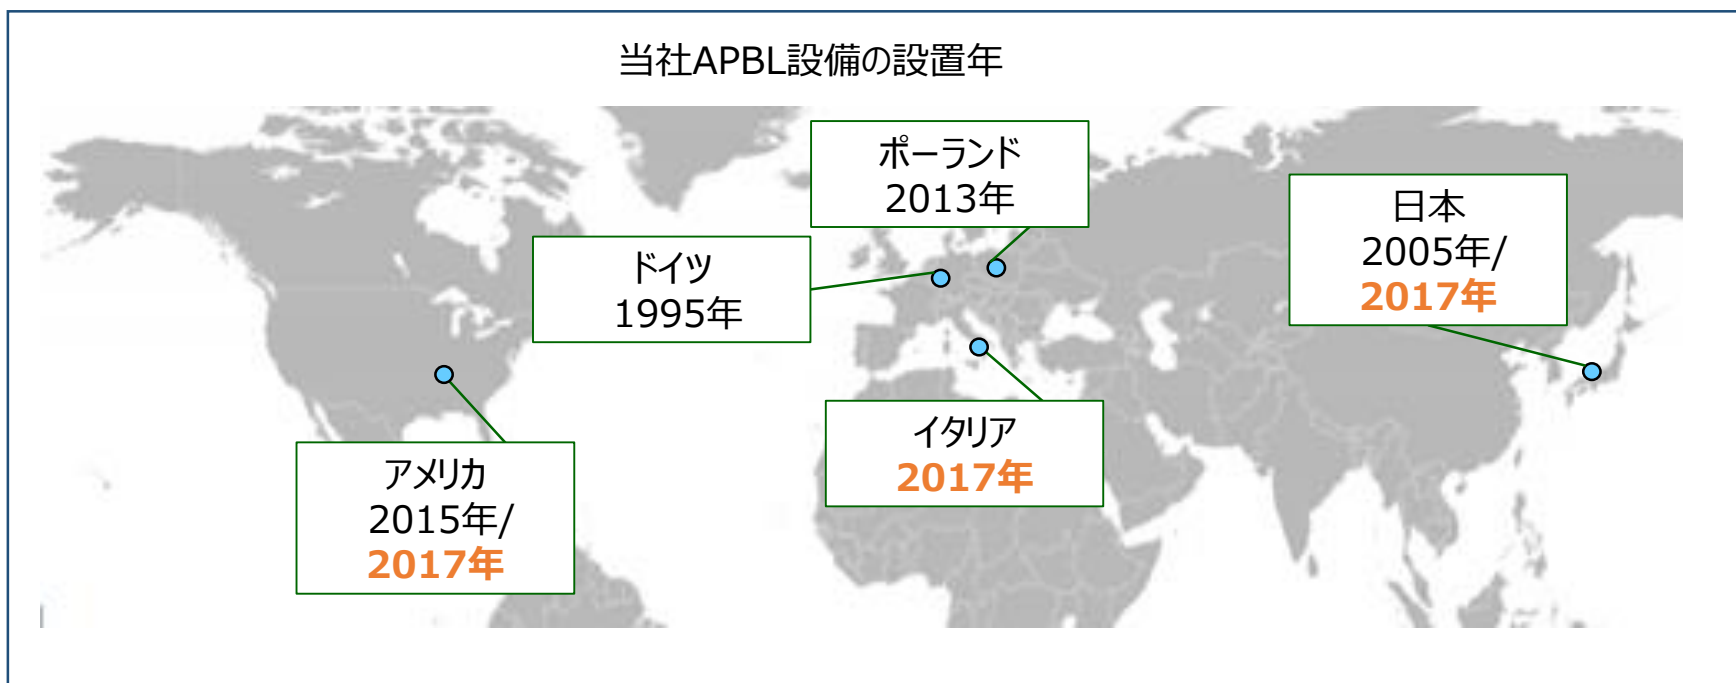 当社APBL設備の設置年
ポーランド
2013年
日本
2005年/
2017年
ドイツ
1995年
イタリア
2017年
アメリカ
2015年/
2017年